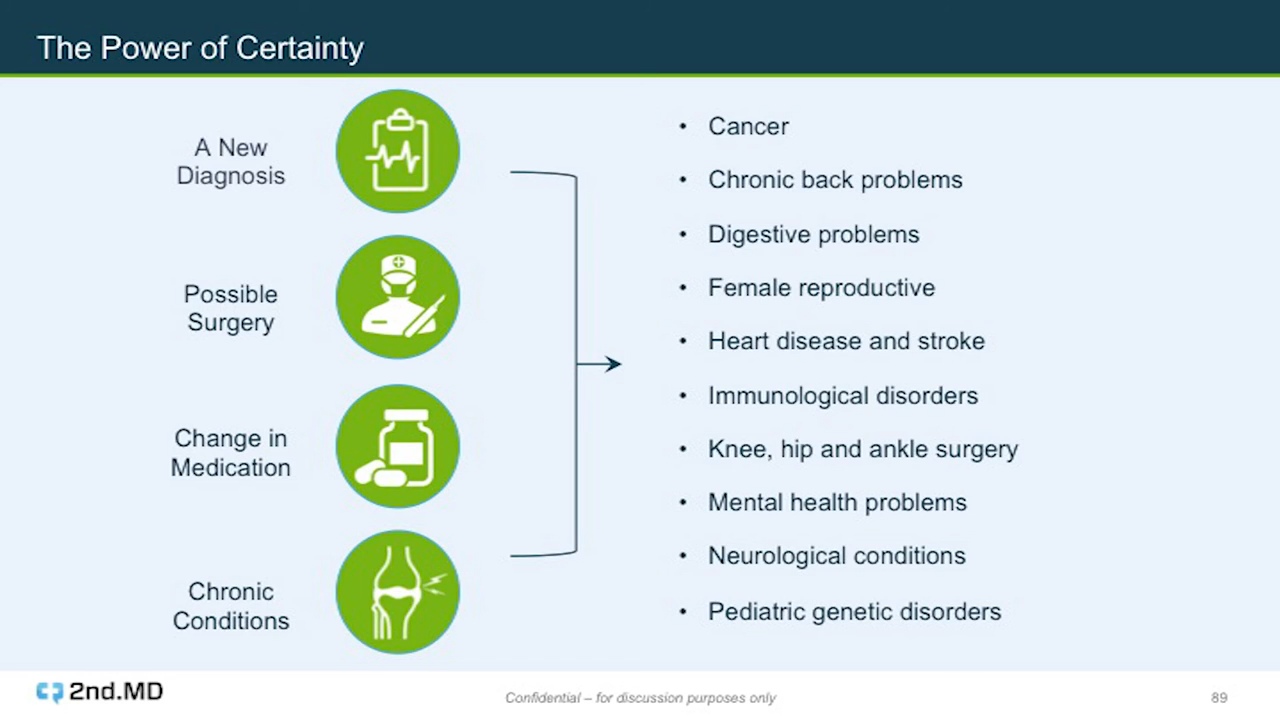 The Power of Certainty
A New
Diagnosis
Possible
Surgery
Change in
Medication
Chronic
Conditions
• Cancer
• Chronic back problems
• Digestive problems
• Female reproductive
• Heart disease and stroke
• Immunological disorders
• Knee, hip and ankle surgery
• Mental health problems
• Neurological conditions
• Pediatric genetic disorders
2nd.MD
Confidential – for discussion purposes only
89